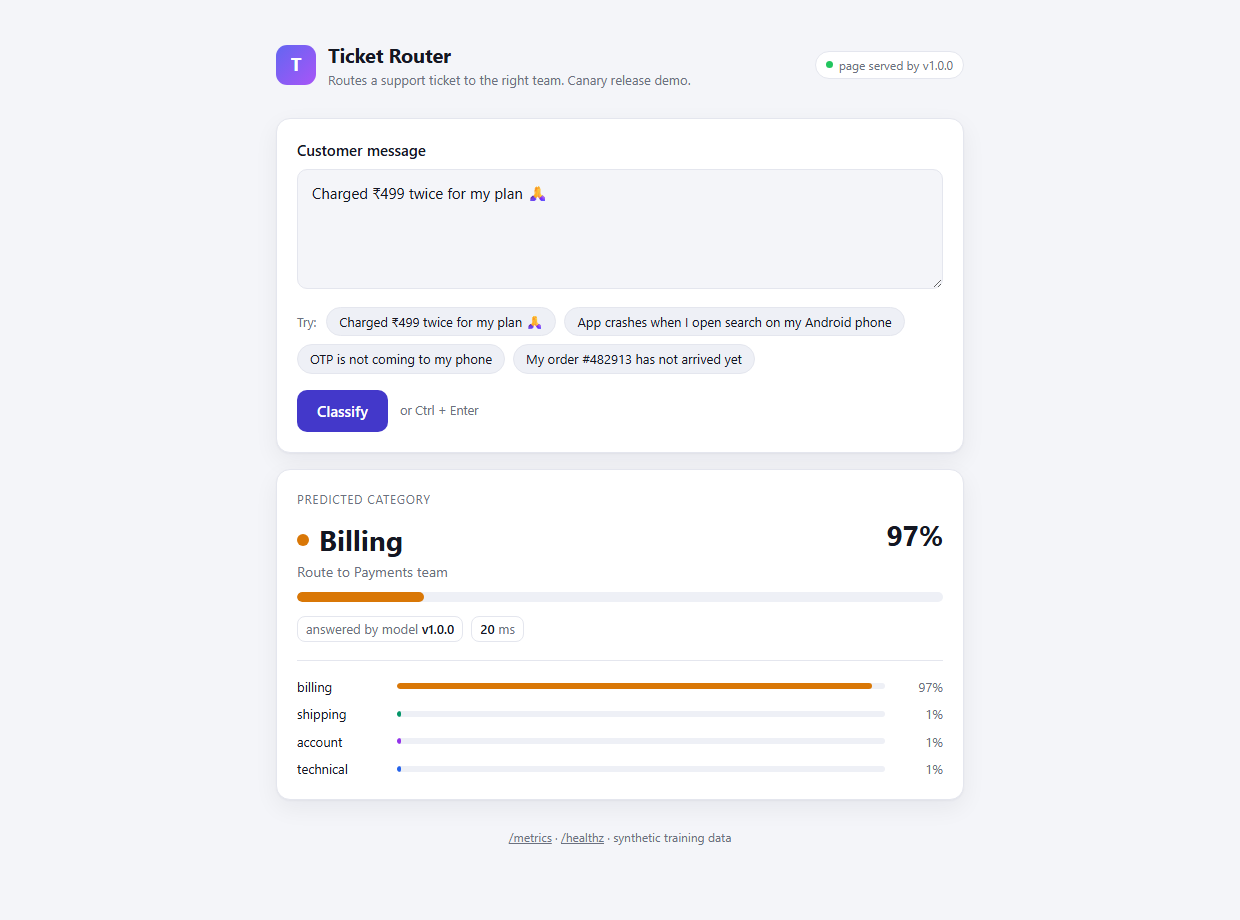 T
Ticket Router
Routes a support ticket to the right team. Canary release demo.
page served by v1.0.0
Customer message
Charged ₹499 twice for my plan 🙏
Try:
Charged ₹499 twice for my plan 🙏
App crashes when I open search on my Android phone
OTP is not coming to my phone
My order #482913 has not arrived yet
Classify
or Ctrl + Enter
PREDICTED CATEGORY
Billing
97%
Route to Payments team
answered by model v1.0.0
20 ms
billing 97%
shipping 1%
account 1%
technical 1%
/metrics · /healthz · synthetic training data